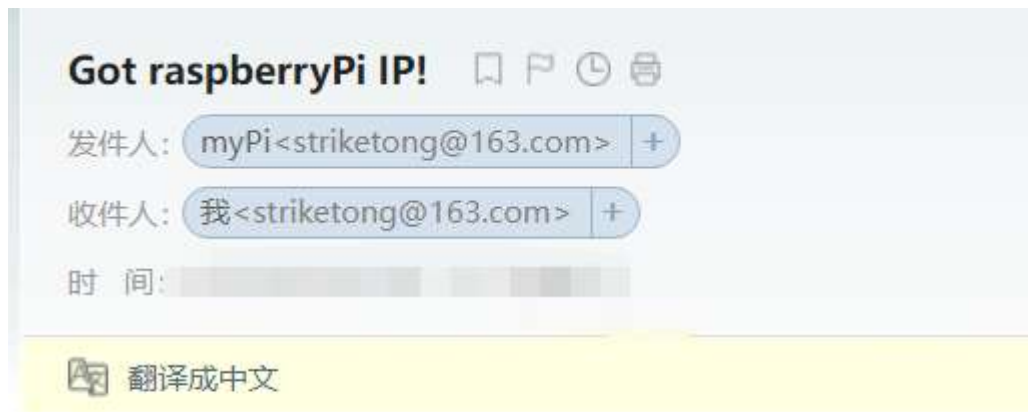 Got raspberryPi IP!
发件人: myPi<striketong@163.com> +
收件人: 我<striketong@163.com> +
时 间:
翻译成中文